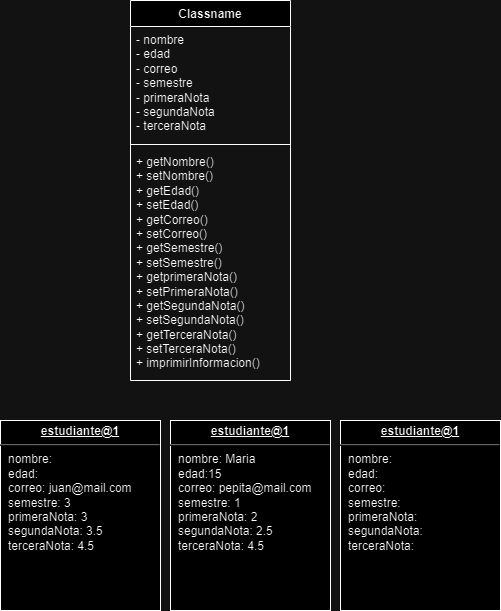 Classname
- nombre
- edad
- correo
- semestre
- primeraNota
- segundaNota
- terceraNota
+ getNombre()
+ setNombre()
+ getEdad()
+ setEdad()
+ getCorreo()
+ setCorreo()
+ getSemestre()
+ setSemestre()
+ getprimeraNota()
+ setPrimeraNota()
+ getSegundaNota()
+ setSegundaNota()
+ getTerceraNota()
+ setTerceraNota()
+ imprimirInformacion()
estudiante@1
nombre:
edad:
correo: juan@mail.com
semestre: 3
primeraNota: 3
segundaNota: 3.5
terceraNota: 4.5
estudiante@1
nombre: Maria
edad:15
correo: pepita@mail.com
semestre: 1
primeraNota: 2
segundaNota: 2.5
terceraNota: 4.5
estudiante@1
nombre:
edad:
correo:
semestre:
primeraNota:
segundaNota:
terceraNota: